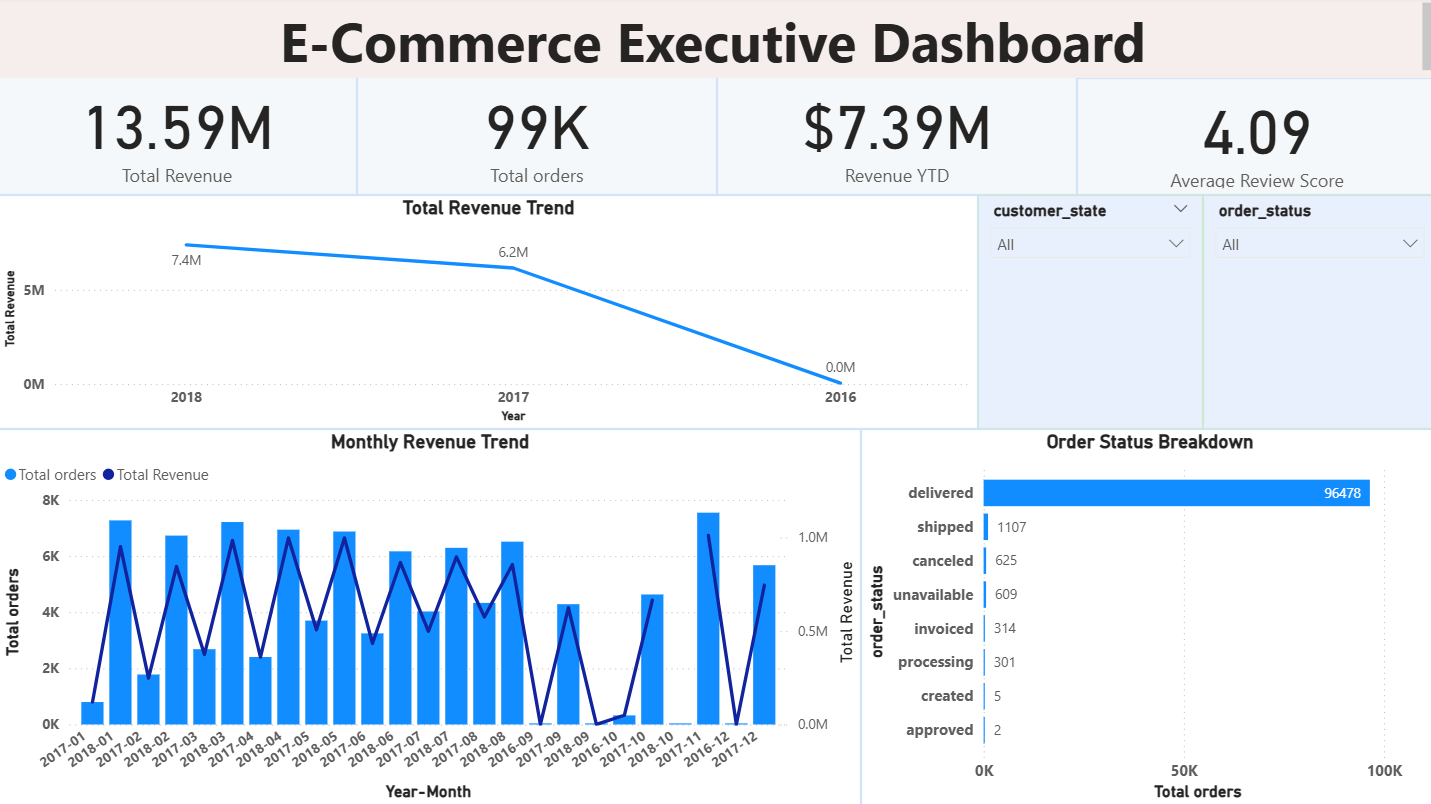 E-Commerce Executive Dashboard
13.59M
Total Revenue
99K
Total orders
$7.39M
Revenue YTD
4.09
Average Review Score
Total Revenue Trend
Total Revenue
5M
0M
7.4M
6.2M
0.0M
2018
2017
2016
Year
customer_state
All
order_status
All
Monthly Revenue Trend
Total orders
Total Revenue
Total orders
8K
6K
4K
2K
0K
1.0M
0.5M
0.0M
Total Revenue
2017-01
2018-01
2017-02
2018-02
2017-03
2018-03
2017-04
2018-04
2017-05
2018-05
2017-06
2018-06
2017-07
2018-07
2017-08
2018-08
2016-09
2017-09
2018-09
2016-10
2017-10
2018-10
2017-11
2016-12
2017-12
Year-Month
Order Status Breakdown
order_status
delivered 96478
shipped 1107
canceled 625
unavailable 609
invoiced 314
processing 301
created 5
approved 2
0K
50K
100K
Total orders